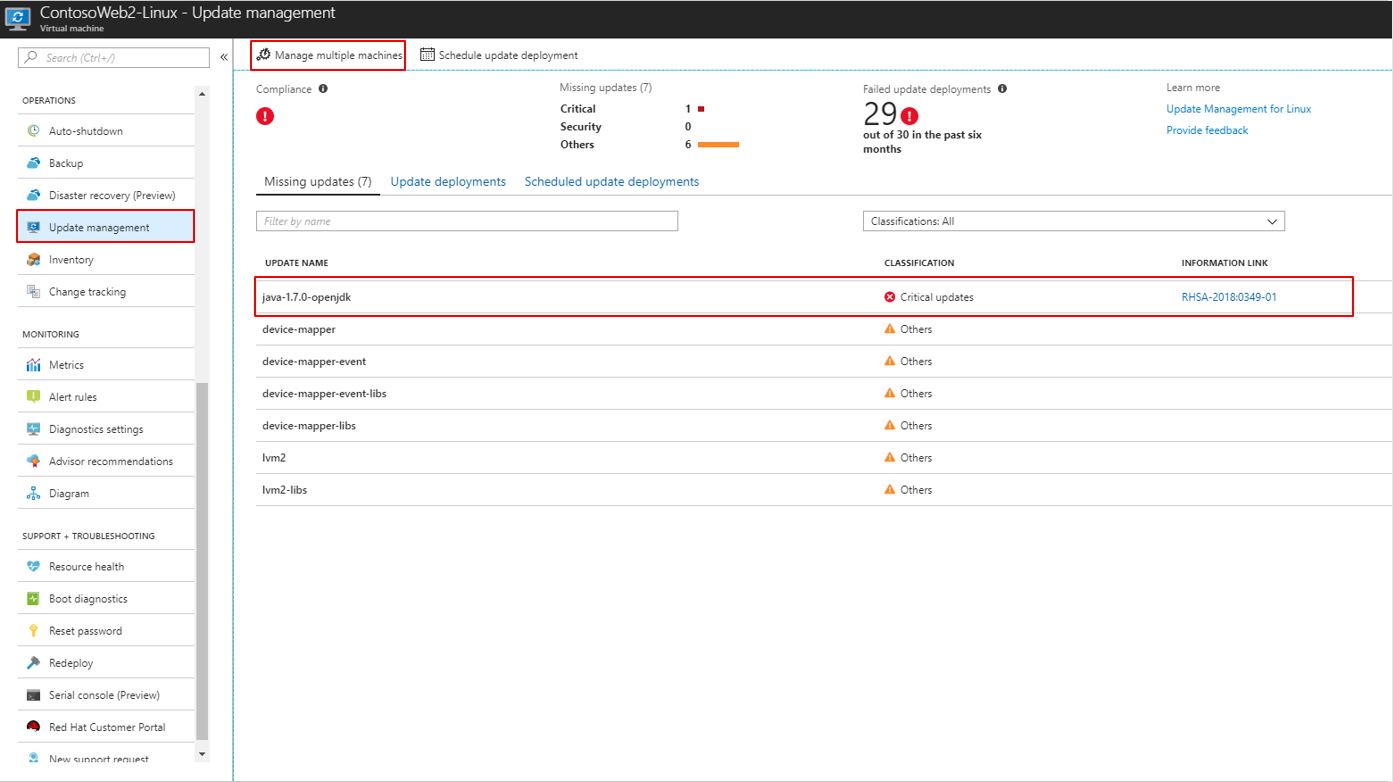 ContosoWeb2-Linux - Update management
Virtual machine
Search (Ctrl+/)
«
OPERATIONS
Auto-shutdown
Backup
Disaster recovery (Preview)
Update management
Inventory
Change tracking
MONITORING
Metrics
Alert rules
Diagnostics settings
Advisor recommendations
Diagram
SUPPORT + TROUBLESHOOTING
Resource health
Boot diagnostics
Reset password
Redeploy
Serial console (Preview)
Red Hat Customer Portal
New support request
Manage multiple machines
Schedule update deployment
Compliance
Missing updates (7)
Critical 1
Security 0
Others 6
Failed update deployments
29
out of 30 in the past six
months
Learn more
Update Management for Linux
Provide feedback
Missing updates (7) Update deployments Scheduled update deployments
Filter by name
Classifications: All
UPDATE NAME CLASSIFICATION INFORMATION LINK
java-1.7.0-openjdk Critical updates RHSA-2018:0349-01
device-mapper Others
device-mapper-event Others
device-mapper-event-libs Others
device-mapper-libs Others
lvm2 Others
lvm2-libs Others